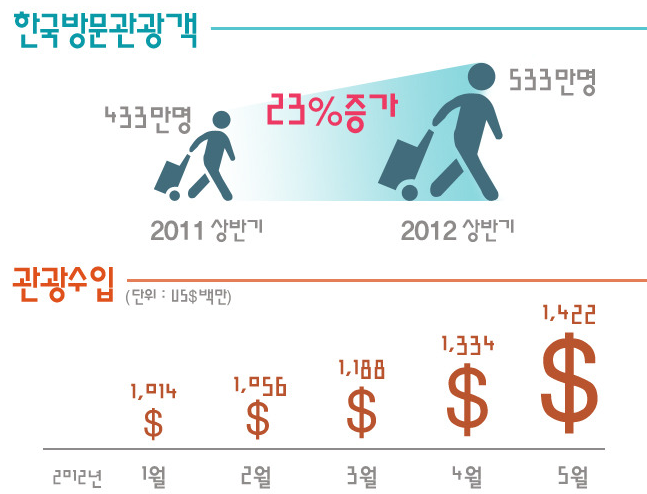 한국방문관광객
533만명
433만명
23%증가
2011 상반기
2012 상반기
관광수입 (단위 : US$백만)
1,422
1,334
1,188
1,056
1,014
$ $ $ $ $
2012년 1월 2월 3월 4월 5월